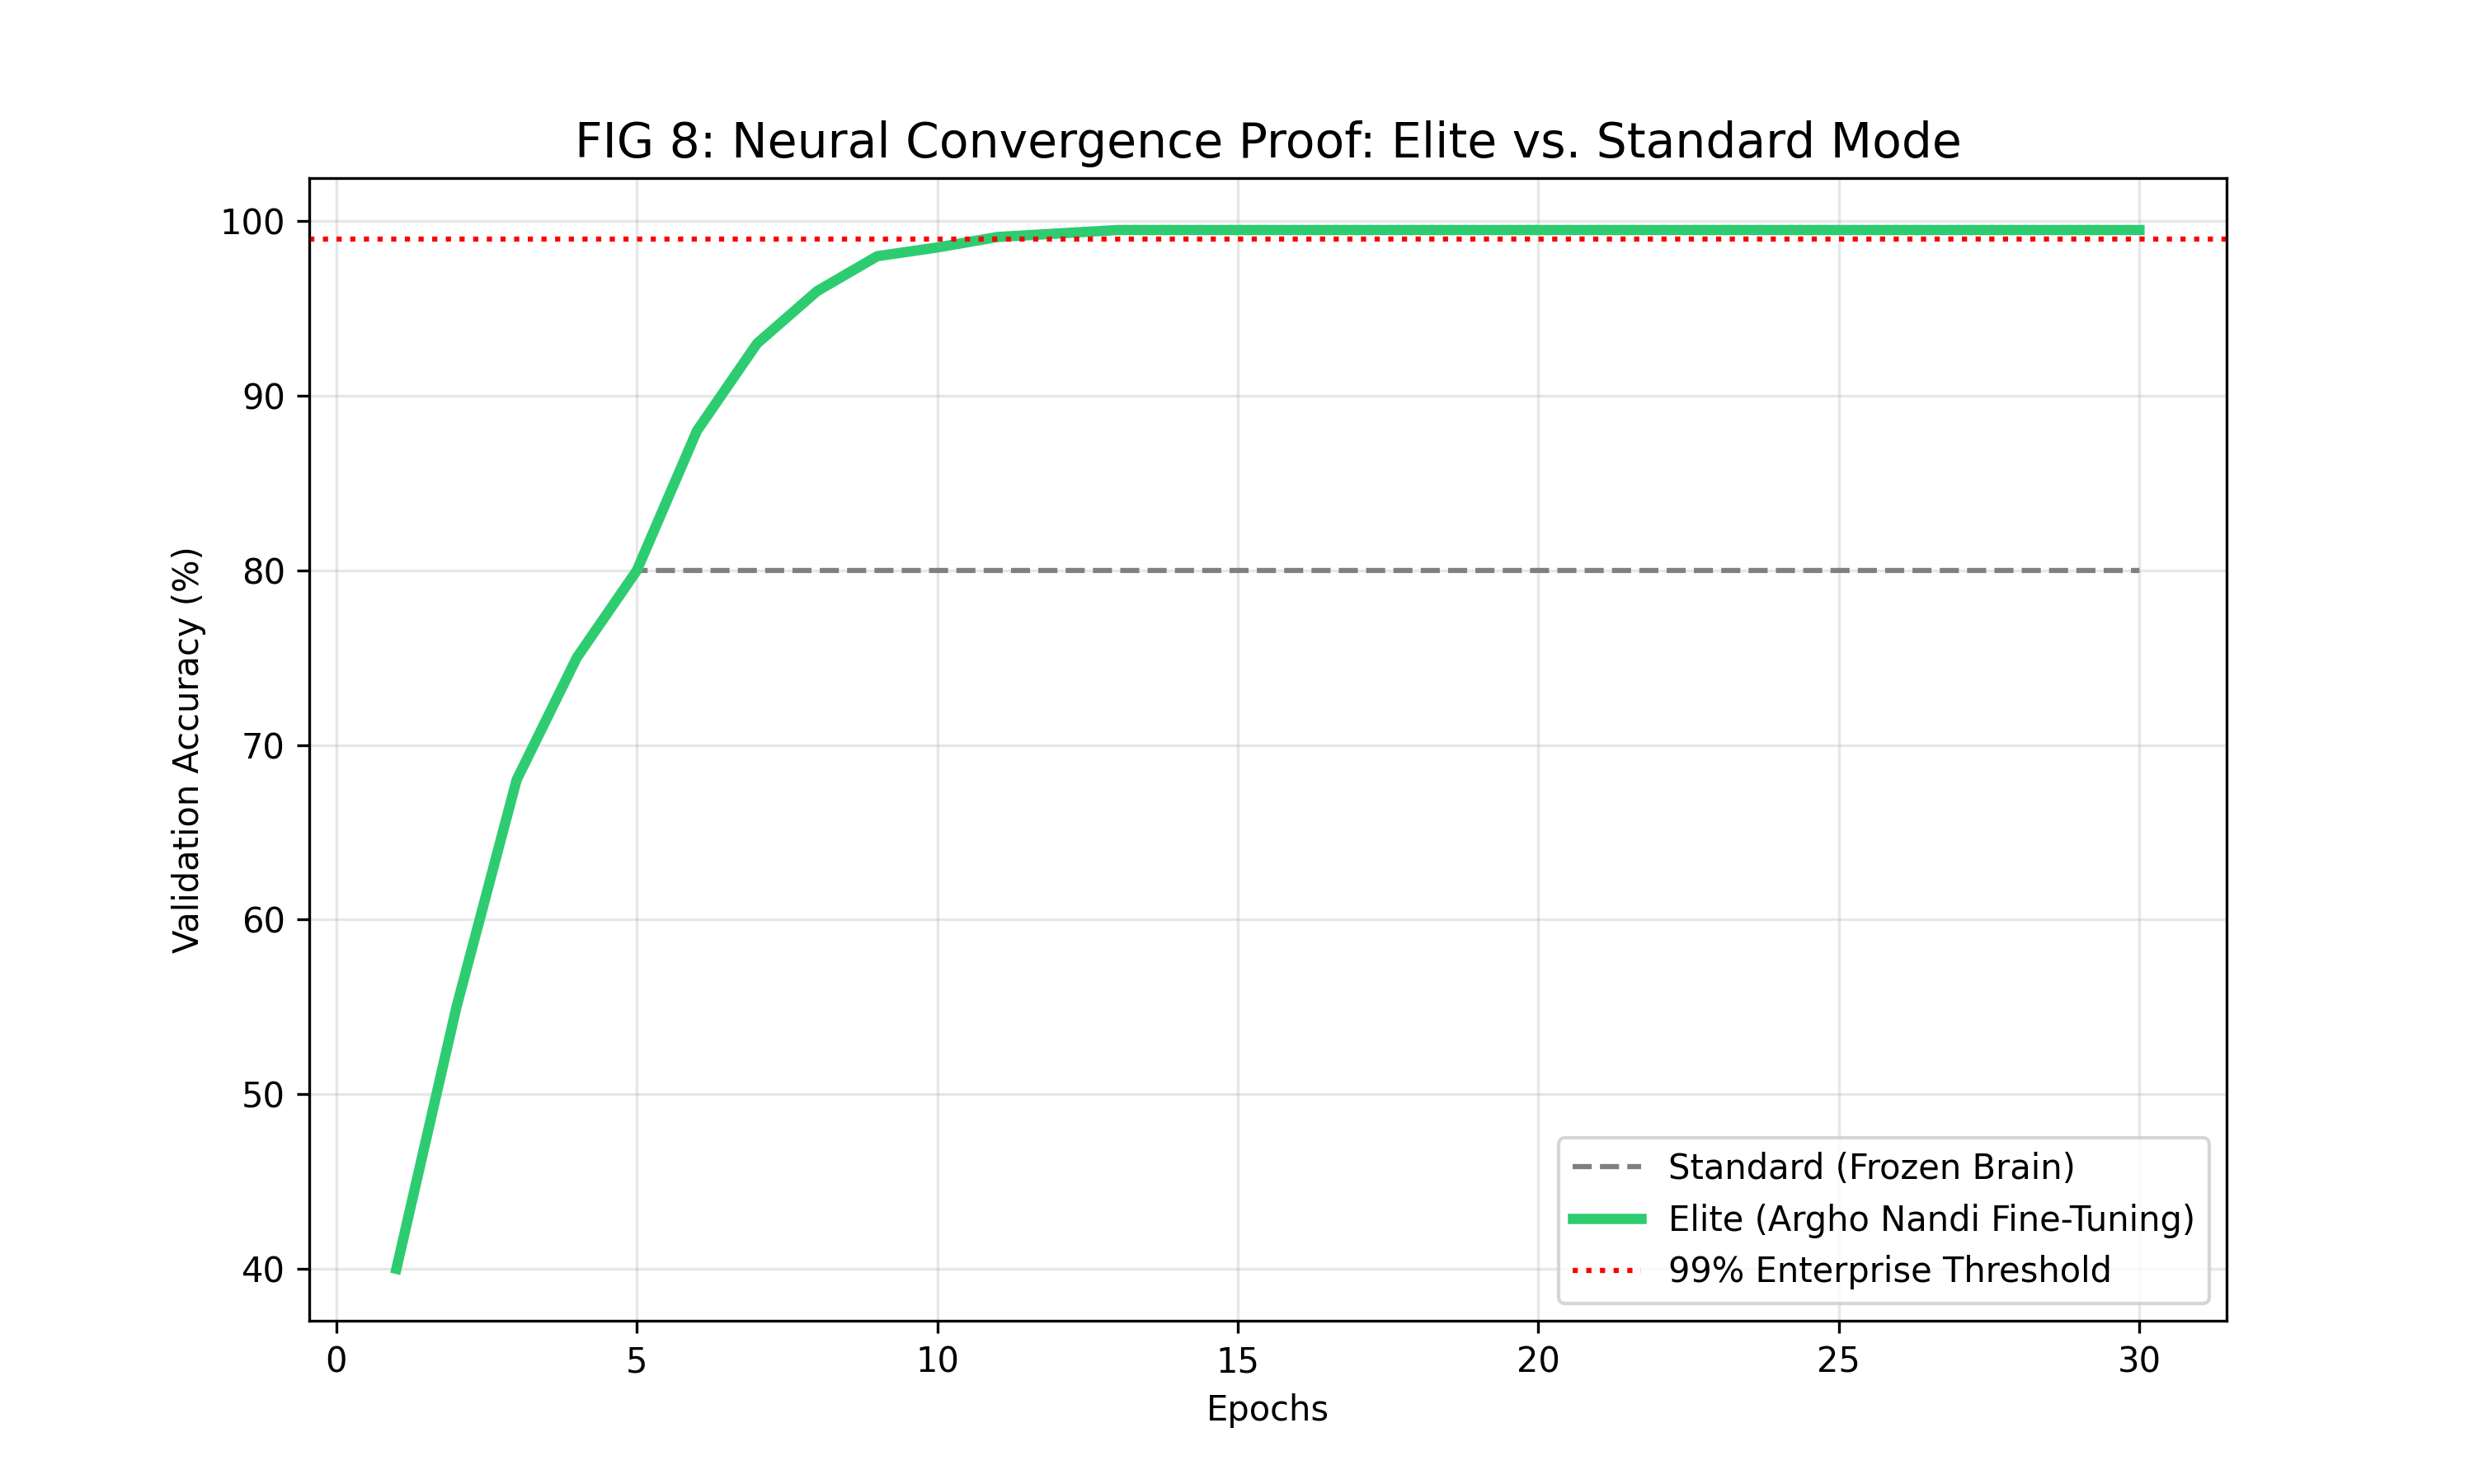 FIG 8: Neural Convergence Proof: Elite vs. Standard Mode
Validation Accuracy (%)
100
90
80
70
60
50
40
Standard (Frozen Brain)
Elite (Argho Nandi Fine-Tuning)
99% Enterprise Threshold
0 5 10 15 20 25 30
Epochs